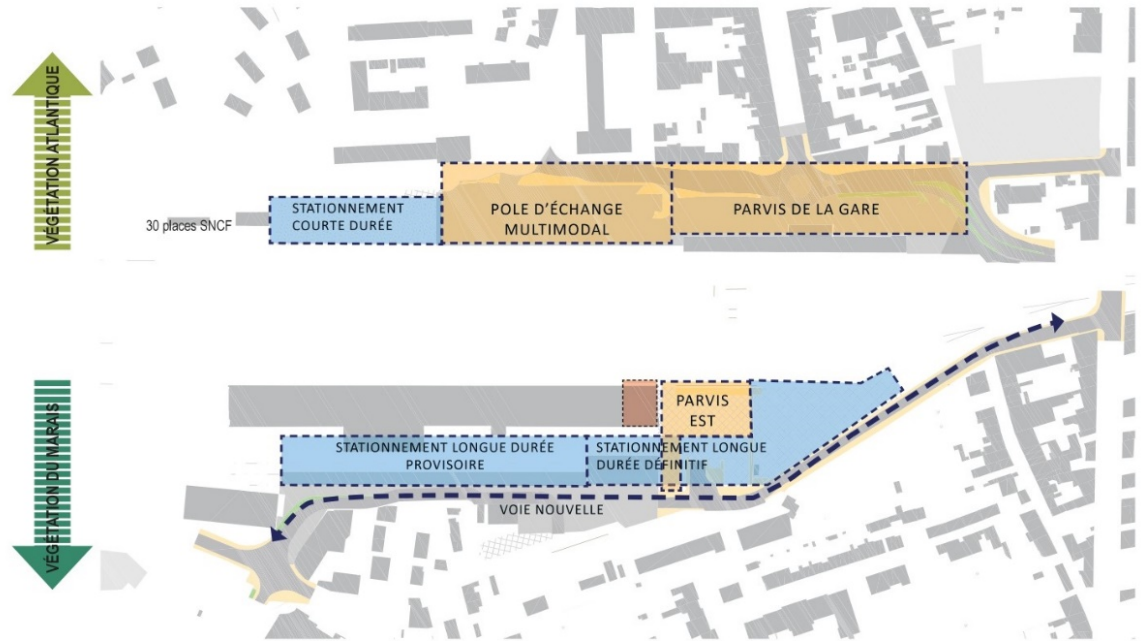 VÉGÉTATION ATLANTIQUE
30 places SNCF
STATIONNEMENT
COURTE DURÉE
POLE D'ÉCHANGE
MULTIMODAL
PARVIS DE LA GARE
VÉGÉTATION DU MARAIS
PARVIS
EST
STATIONNEMENT LONGUE DURÉE
PROVISOIRE
STATIONNEMENT LONGUE
DURÉE DÉFINITIF
VOIE NOUVELLE